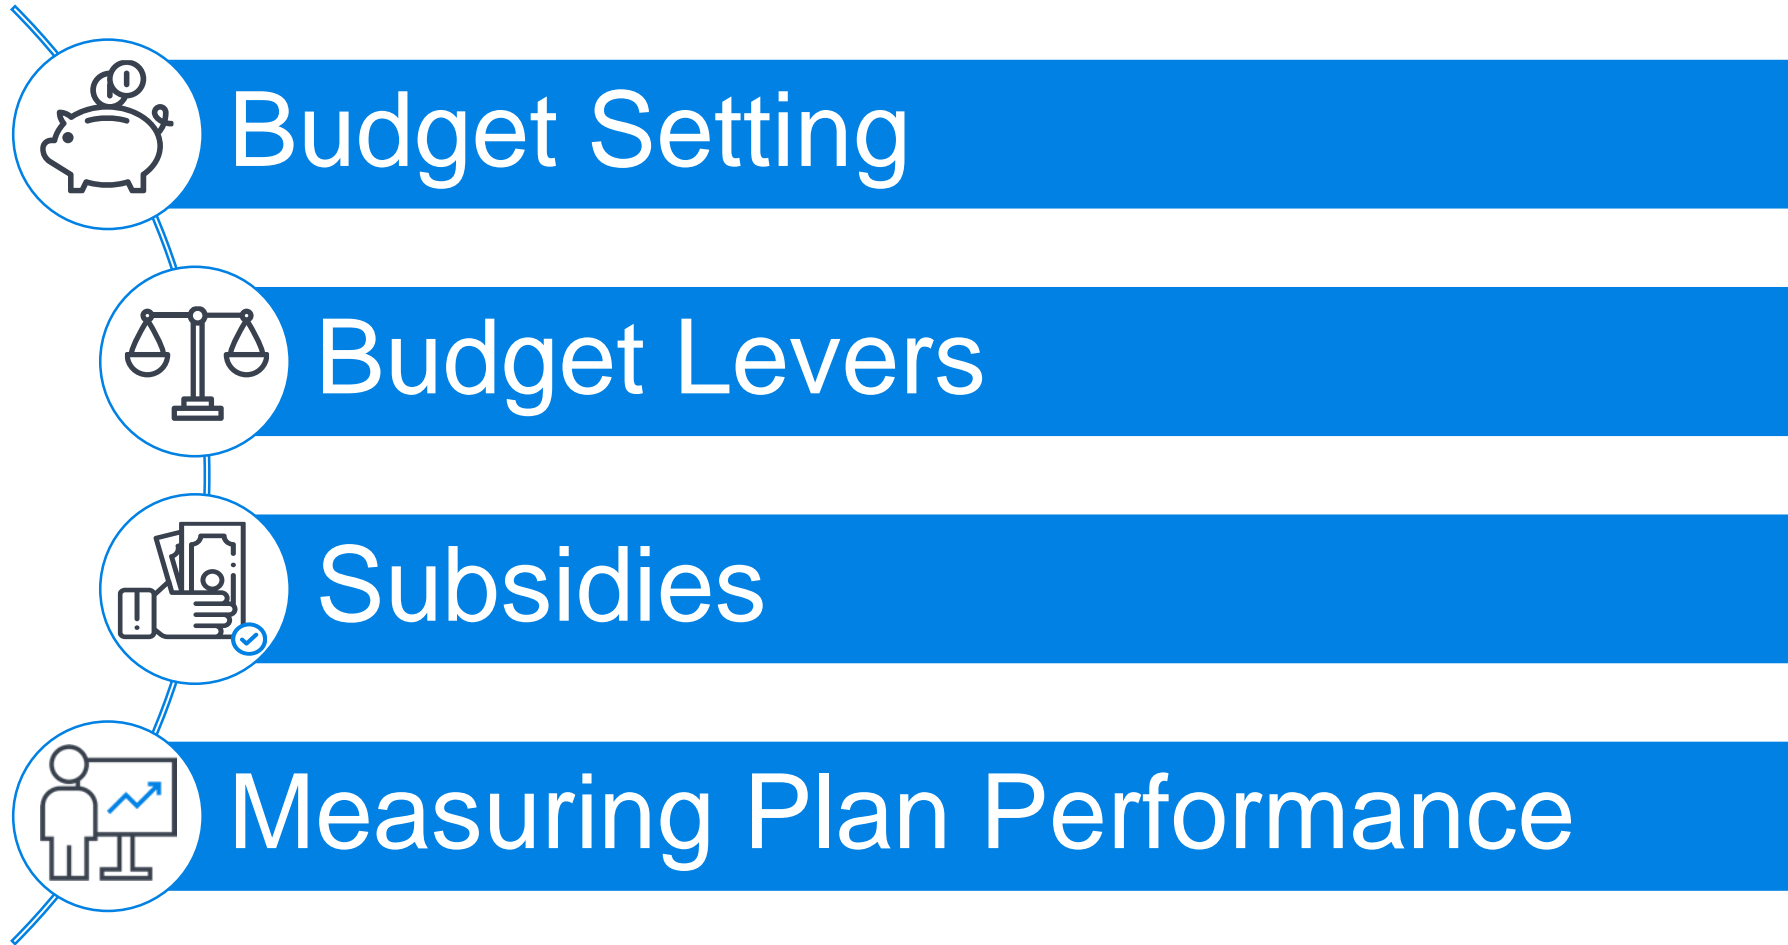 Budget Setting
Budget Levers
Subsidies
Measuring Plan Performance